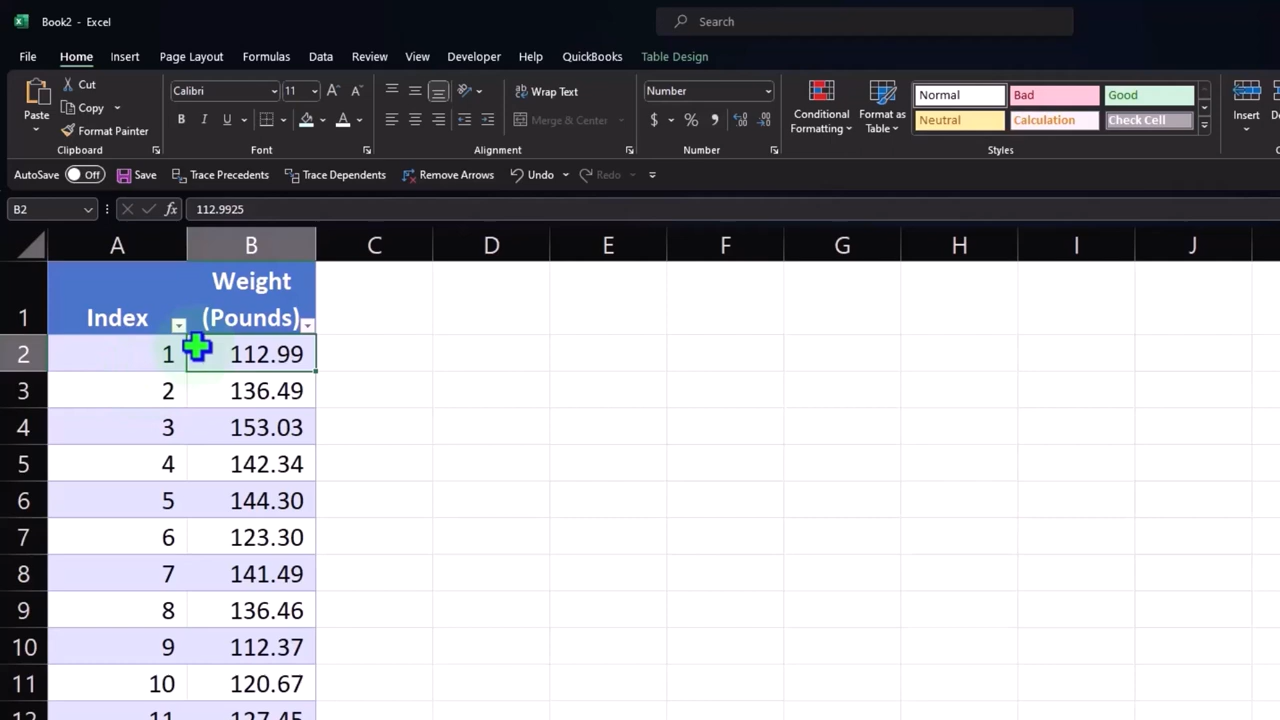 Book2 - Excel
Search
File Home Insert Page Layout Formulas Data Review View Developer Help QuickBooks Table Design
Paste
Cut
Copy
Format Painter
Clipboard
Calibri 11
B I U
Font
Wrap Text
Merge & Center
Alignment
Number
$ % ,
Number
Conditional
Formatting
Format as
Table
Normal Bad Good
Neutral Calculation Check Cell
Styles
Insert
AutoSave Off Save Trace Precedents Trace Dependents Remove Arrows Undo Redo
B2 fx 112.9925
A B C D E F G H I J
1 Index Weight
(Pounds)
2 1 112.99
3 2 136.49
4 3 153.03
5 4 142.34
6 5 144.30
7 6 123.30
8 7 141.49
9 8 136.46
10 9 112.37
11 10 120.67
12 11 127.45